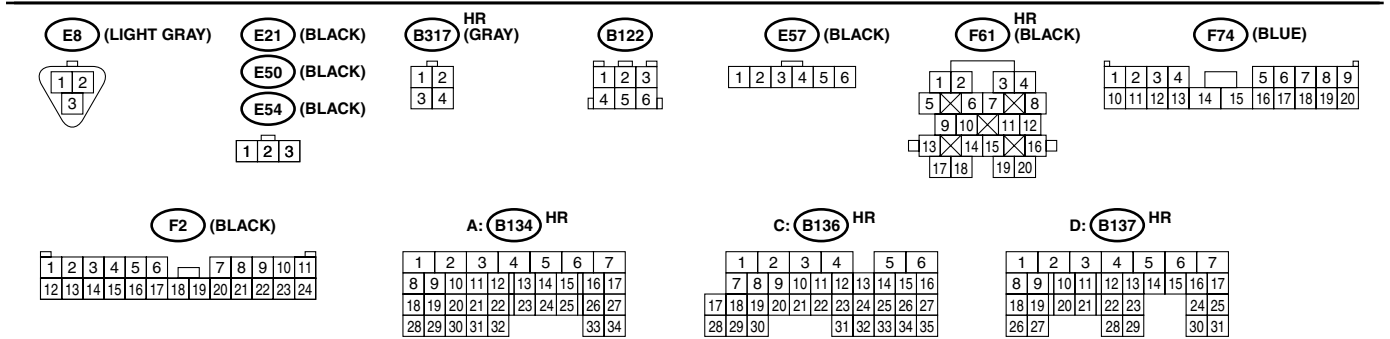 E8 (LIGHT GRAY)
1 2
3
E21 (BLACK)
E50 (BLACK)
E54 (BLACK)
1 2 3
HR
B317 (GRAY)
1 2
3 4
B122
1 2 3
4 5 6
E57 (BLACK)
1 2 3 4 5 6
HR
F61 (BLACK)
1 2 3 4
5 6 7 8
9 10 11 12
13 14 15 16
17 18 19 20
F74 (BLUE)
1 2 3 4 5 6 7 8 9
10 11 12 13 14 15 16 17 18 19 20
F2 (BLACK)
1 2 3 4 5 6 7 8 9 10 11
12 13 14 15 16 17 18 19 20 21 22 23 24
A: B134 HR
1 2 3 4 5 6 7
8 9 10 11 12 13 14 15 16 17
18 19 20 21 22 23 24 25 26 27
28 29 30 31 32 33 34
C: B136 HR
1 2 3 4 5 6
7 8 9 10 11 12 13 14 15 16
17 18 19 20 21 22 23 24 25 26 27
28 29 30 31 32 33 34 35
D: B137 HR
1 2 3 4 5 6 7
8 9 10 11 12 13 14 15 16 17
18 19 20 21 22 23 24 25
26 27 28 29 30 31